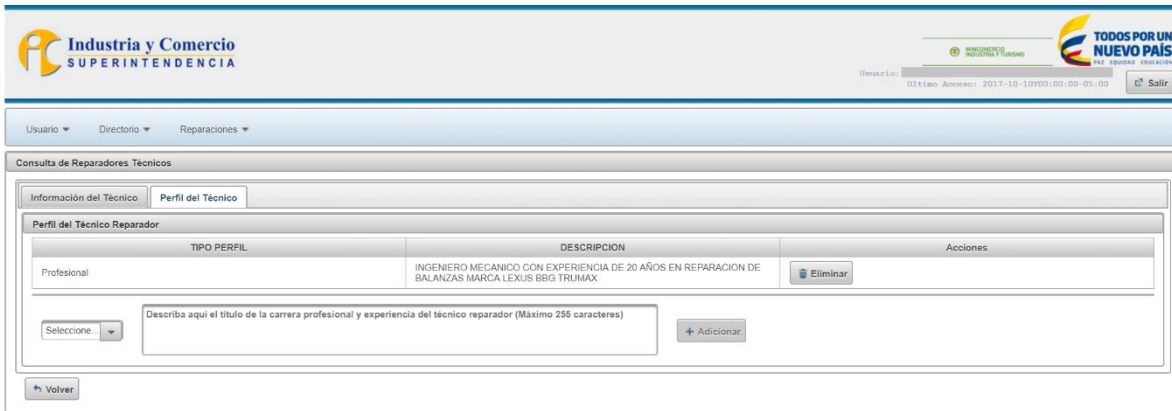 Industria y Comercio
SUPERINTENDENCIA
MINCOMERCIO
INDUSTRIA Y TURISMO
TODOS POR UN
NUEVO PAÍS
PAZ EQUIDAD EDUCACIÓN
Usuario:
Ultimo Acceso: 2017-10-10T00:00:00-05:00
Salir
Usuario Directorio Reparaciones
Consulta de Reparadores Técnicos
Información del Técnico Perfil del Técnico
Perfil del Técnico Reparador
TIPO PERFIL DESCRIPCION Acciones
Profesional
INGENIERO MECANICO CON EXPERIENCIA DE 20 AÑOS EN REPARACION DE
BALANZAS MARCA LEXUS BBG TRUMAX
Eliminar
Seleccione...
Describa aquí el titulo de la carrera profesional y experiencia del técnico reparador (Máximo 255 caracteres)
Adicionar
Volver